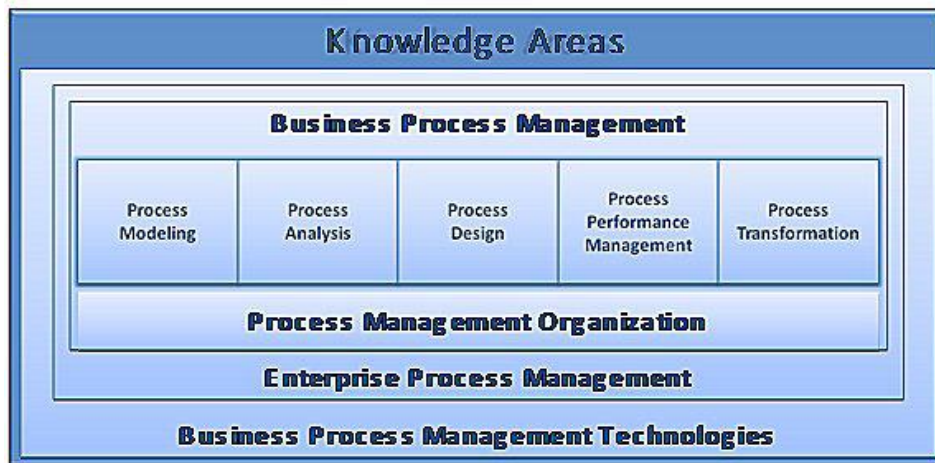 Knowledge Areas
Business Process Management
Process
Modeling
Process
Analysis
Process
Design
Process
Performance
Management
Process
Transformation
Process Management Organization
Enterprise Process Management
Business Process Management Technologies